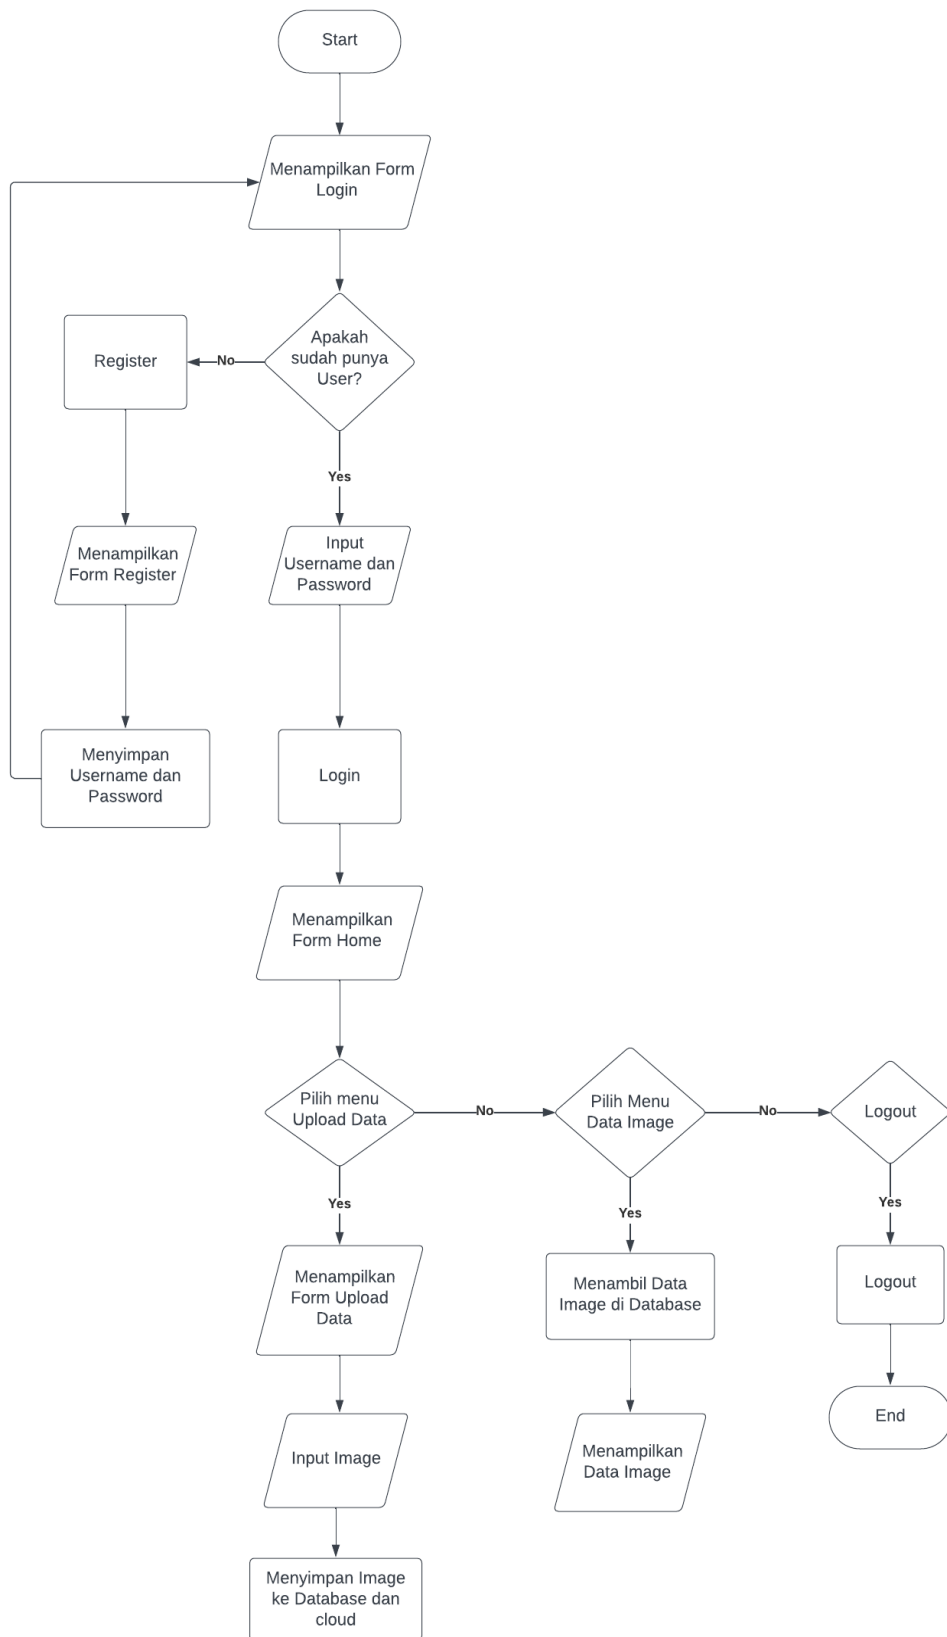 Start
Menampilkan Form
Login
Apakah
sudah punya
User?
No
Register
Yes
Menampilkan
Form Register
Input
Username dan
Password
Menyimpan
Username dan
Password
Login
Menampilkan
Form Home
Pilih menu
Upload Data
No
Pilih Menu
Data Image
No
Logout
Yes
Yes
Yes
Menampilkan
Form Upload
Data
Menambil Data
Image di Database
Logout
Input Image
Menampilkan
Data Image
End
Menyimpan Image
ke Database dan
cloud